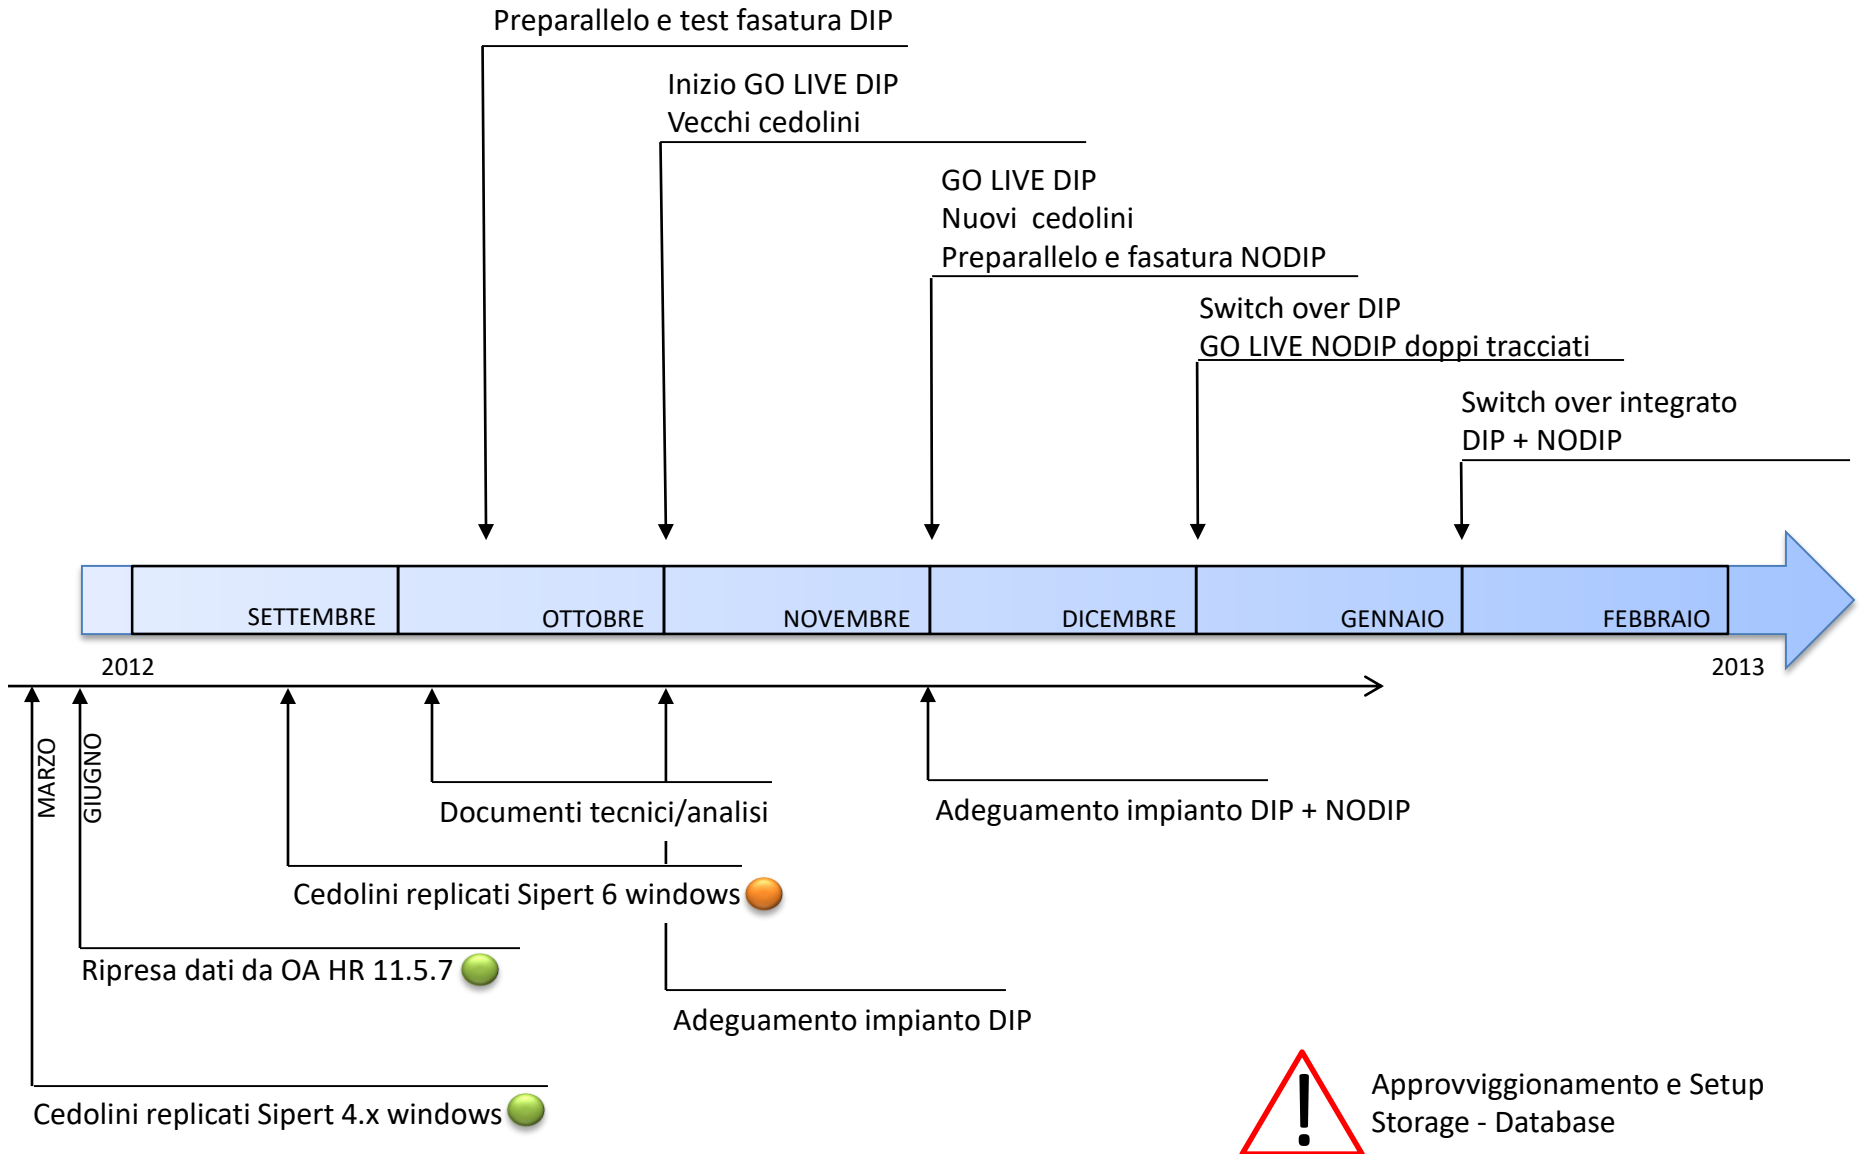 Preparallelo e test fasatura DIP
Inizio GO LIVE DIP
Vecchi cedolini
GO LIVE DIP
Nuovi cedolini
Preparallelo e fasatura NODIP
Switch over DIP
GO LIVE NODIP doppi tracciati
Switch over integrato
DIP + NODIP
SETTEMBRE
OTTOBRE
NOVEMBRE
DICEMBRE
GENNAIO
FEBBRAIO
2012
2013
MARZO
GIUGNO
Documenti tecnici/analisi
Adeguamento impianto DIP + NODIP
Cedolini replicati Sipert 6 windows
Ripresa dati da OA HR 11.5.7
Adeguamento impianto DIP
Cedolini replicati Sipert 4.x windows
!
Approvviggionamento e Setup
Storage - Database